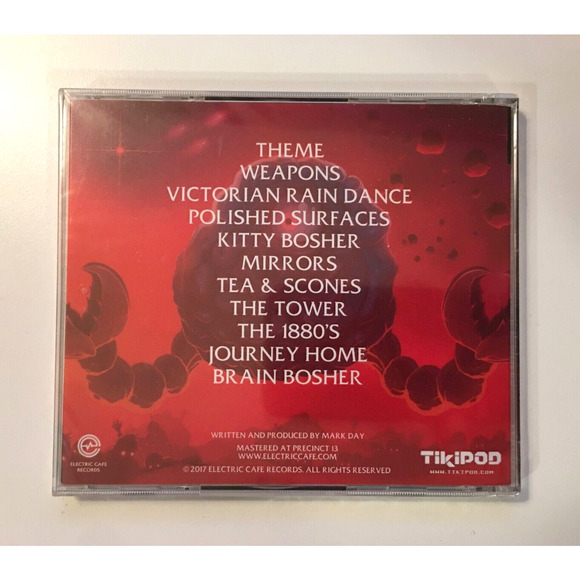 THEME
WEAPONS
VICTORIAN RAIN DANCE
POLISHED SURFACES
KITTY BOSHER
MIRRORS
TEA & SCONES
THE TOWER
THE 1880'S
JOURNEY HOME
BRAIN BOSHER
WRITTEN AND PRODUCED BY MARK DAY
MASTERED AT PRECINCT 13
WWW.ELECTRICCAFE.COM
© 2017 ELECTRIC CAFE RECORDS. ALL RIGHTS RESERVED
ELECTRIC CAFE
RECORDS
TIKIPOD
WWW.TIKIPOD.COM